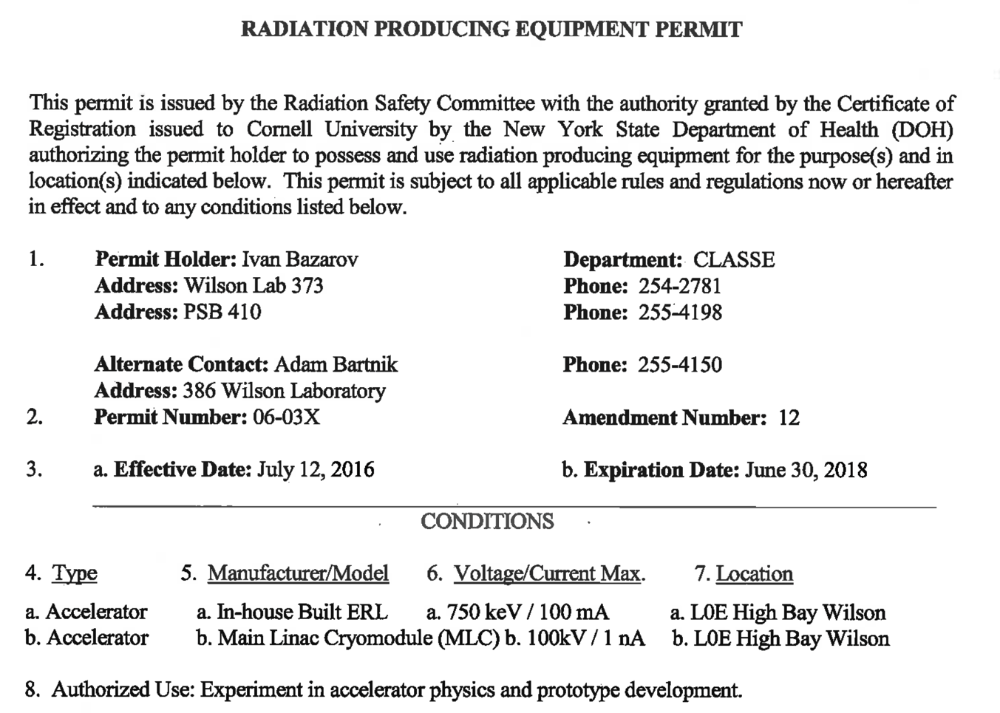 RADIATION PRODUCING EQUIPMENT PERMIT
This permit is issued by the Radiation Safety Committee with the authority granted by the Certificate of
Registration issued to Cornell University by the New York State Department of Health (DOH)
authorizing the permit holder to possess and use radiation producing equipment for the purpose(s) and in
location(s) indicated below. This permit is subject to all applicable rules and regulations now or hereafter
in effect and to any conditions listed below.
1. Permit Holder: Ivan Bazarov Department: CLASSE
Address: Wilson Lab 373 Phone: 254-2781
Address: PSB 410 Phone: 255-4198
Alternate Contact: Adam Bartnik Phone: 255-4150
Address: 386 Wilson Laboratory
2. Permit Number: 06-03X Amendment Number: 12
3. a. Effective Date: July 12, 2016 b. Expiration Date: June 30, 2018
CONDITIONS
4. Type 5. Manufacturer/Model 6. Voltage/Current Max. 7. Location
a. Accelerator a. In-house Built ERL a. 750 keV / 100 mA a. L0E High Bay Wilson
b. Accelerator b. Main Linac Cryomodule (MLC) b. 100kV / 1 nA b. L0E High Bay Wilson
8. Authorized Use: Experiment in accelerator physics and prototype development.